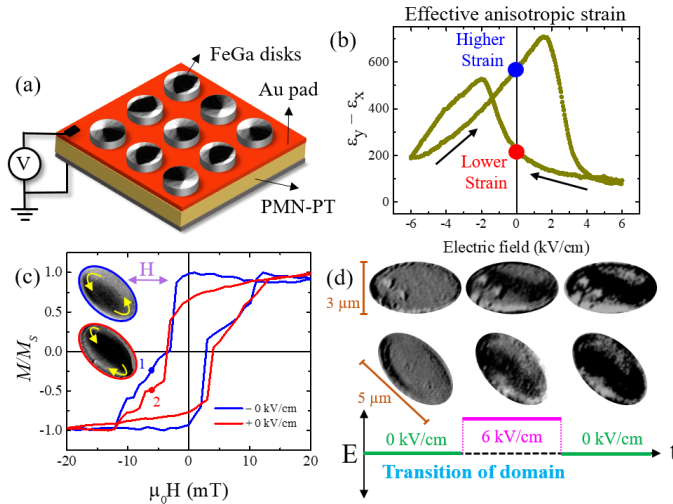 (a)
FeGa disks
Au pad
V
PMN-PT
Effective anisotropic strain
(b)
Higher
Strain
Lower
Strain
εy − εx
600
400
200
0
-6 -4 -2 0 2 4 6
Electric field (kV/cm)
(c)
H
1
2
M/MS
1.0
0.5
0.0
-0.5
-1.0
− 0 kV/cm
+ 0 kV/cm
-20 -10 0 10 20
μ0H (mT)
(d)
3 μm
5 μm
E
0 kV/cm
6 kV/cm
0 kV/cm
t
Transition of domain